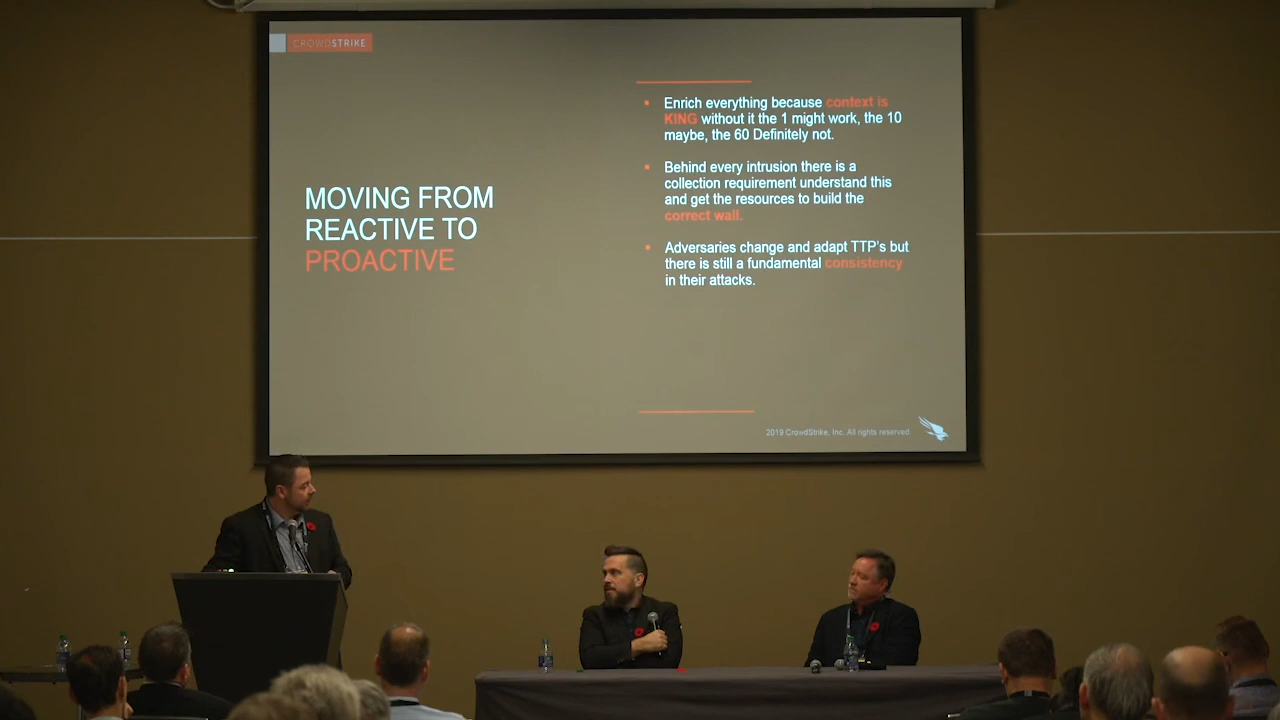 CROWDSTRIKE
MOVING FROM
REACTIVE TO
PROACTIVE
Enrich everything because context is
KING without it the 1 might work, the 10
maybe, the 60 Definitely not.
Behind every intrusion there is a
collection requirement understand this
and get the resources to build the
correct wall.
Adversaries change and adapt TTP's but
there is still a fundamental consistency
in their attacks.
2019 CrowdStrike, Inc. All rights reserved.